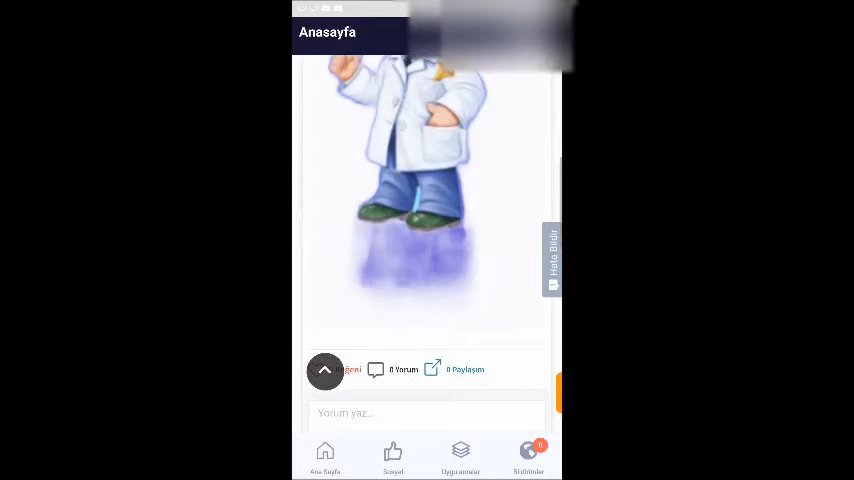 Anasayfa
Hata Bildir
0 Yorum
0 Paylaşım
Yorum yaz...
Ana Sayfa
Sosyal
Uygulamalar
Bildirimler
0